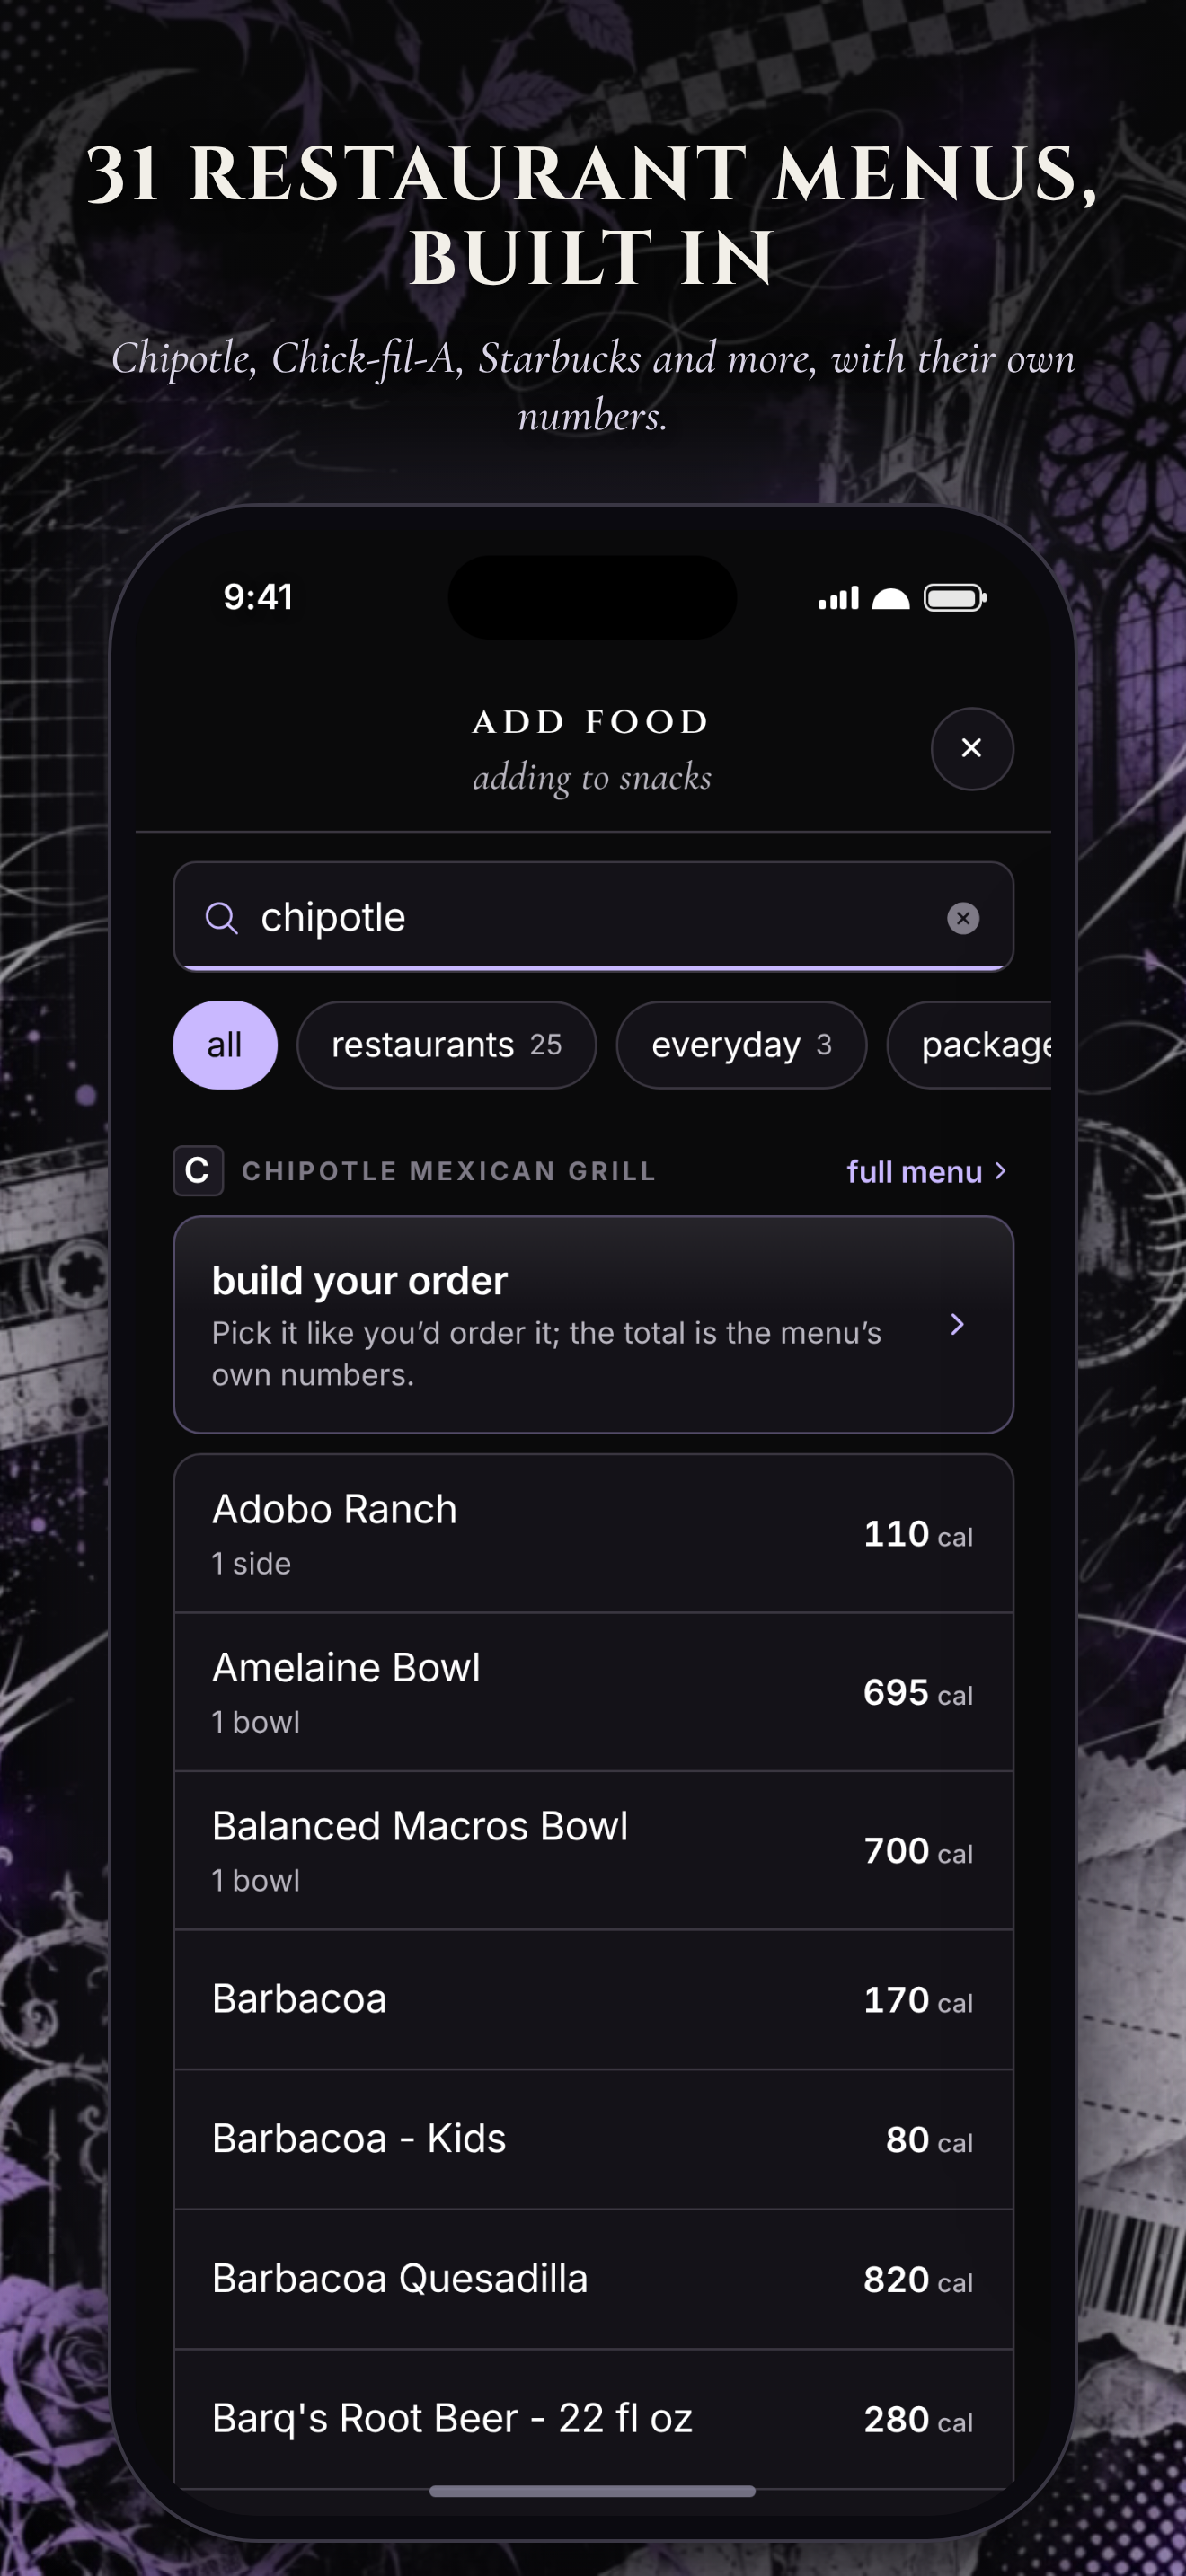 31 RESTAURANT MENUS,
BUILT IN
Chipotle, Chick-fil-A, Starbucks and more, with their own
numbers.
9:41
ADD FOOD
adding to snacks
chipotle
all
restaurants 25
everyday 3
package
C CHIPOTLE MEXICAN GRILL
full menu
build your order
Pick it like you’d order it; the total is the menu’s
own numbers.
Adobo Ranch
1 side
110 cal
Amelaine Bowl
1 bowl
695 cal
Balanced Macros Bowl
1 bowl
700 cal
Barbacoa
170 cal
Barbacoa - Kids
80 cal
Barbacoa Quesadilla
820 cal
Barq's Root Beer - 22 fl oz
280 cal